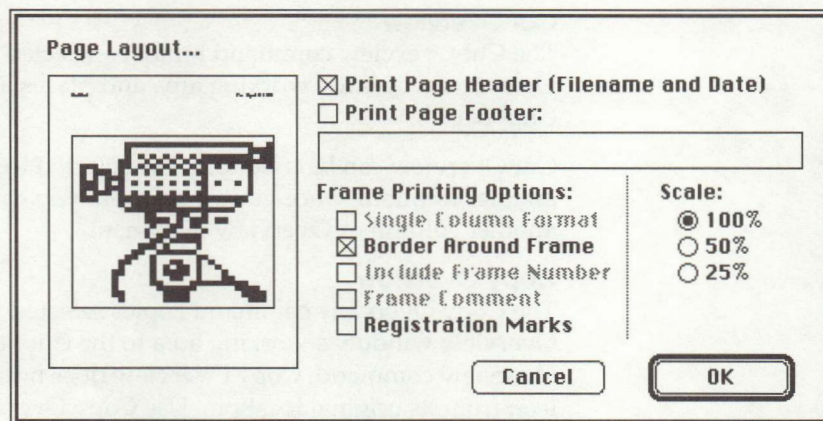 Page Layout...
Print Page Header (Filename and Date)
Print Page Footer:
Frame Printing Options:
Single Column Format
Border Around Frame
Include Frame Number
Frame Comment
Registration Marks
Scale:
100%
50%
25%
Cancel
OK